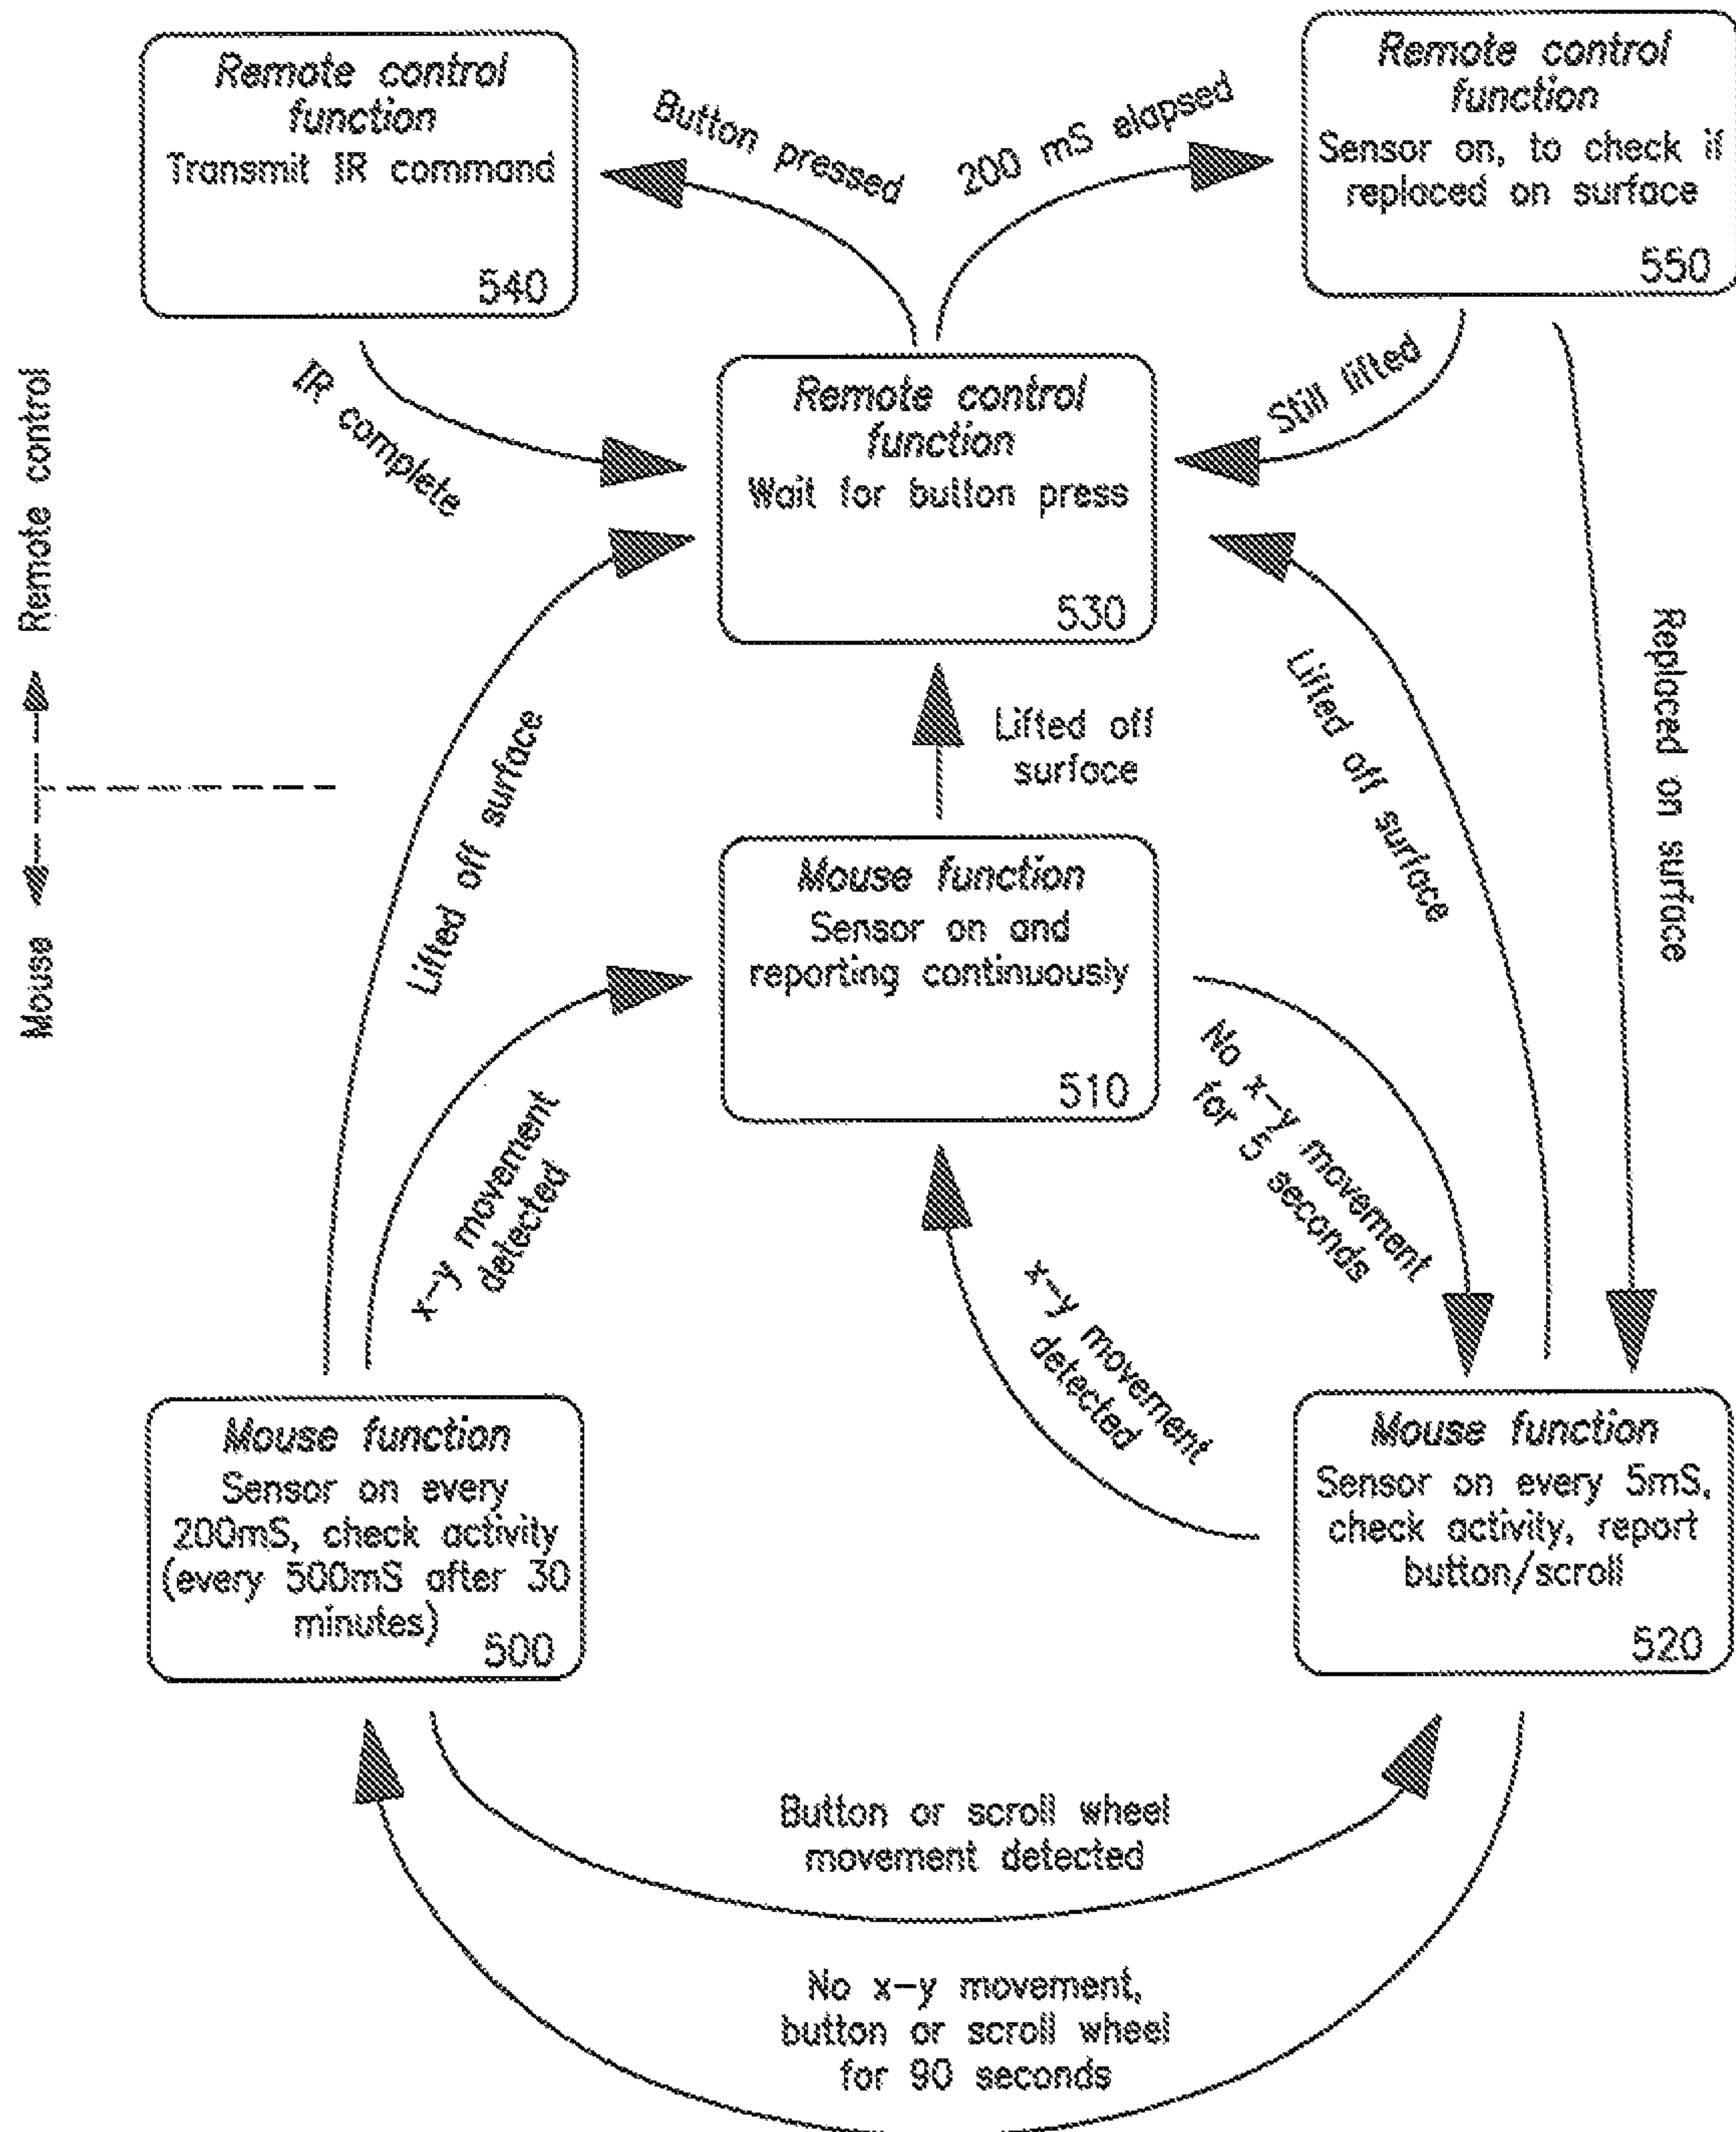 Remote control
function
Transmit IR command
540
Button pressed
200 mS elapsed
Remote control
function
Sensor on, to check if
replaced on surface
550
IR complete
Still lifted
Remote control
function
Wait for button press
530
Remote control
Mouse
Lifted off surface
Lifted off
surface
Lifted off surface
Replaced on surface
Mouse function
Sensor on and
reporting continuously
510
x-y movement
detected
No x-y movement
for 5 seconds
x-y movement
detected
Mouse function
Sensor on every
200mS, check activity
(every 500mS after 30
minutes)
500
Mouse function
Sensor on every 5mS,
check activity, report
button/scroll
520
Button or scroll wheel
movement detected
No x-y movement,
button or scroll wheel
for 90 seconds